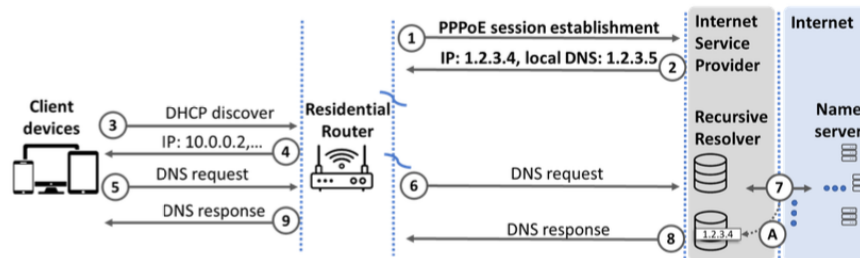 1
PPPoE session establishment
IP: 1.2.3.4, local DNS: 1.2.3.5
2
Internet
Service
Provider
Internet
Client
devices
3
DHCP discover
IP: 10.0.0.2,...
4
Residential
Router
Recursive
Resolver
Name
server
5
DNS request
6
DNS request
7
DNS response
9
DNS response
8
1.2.3.4
A